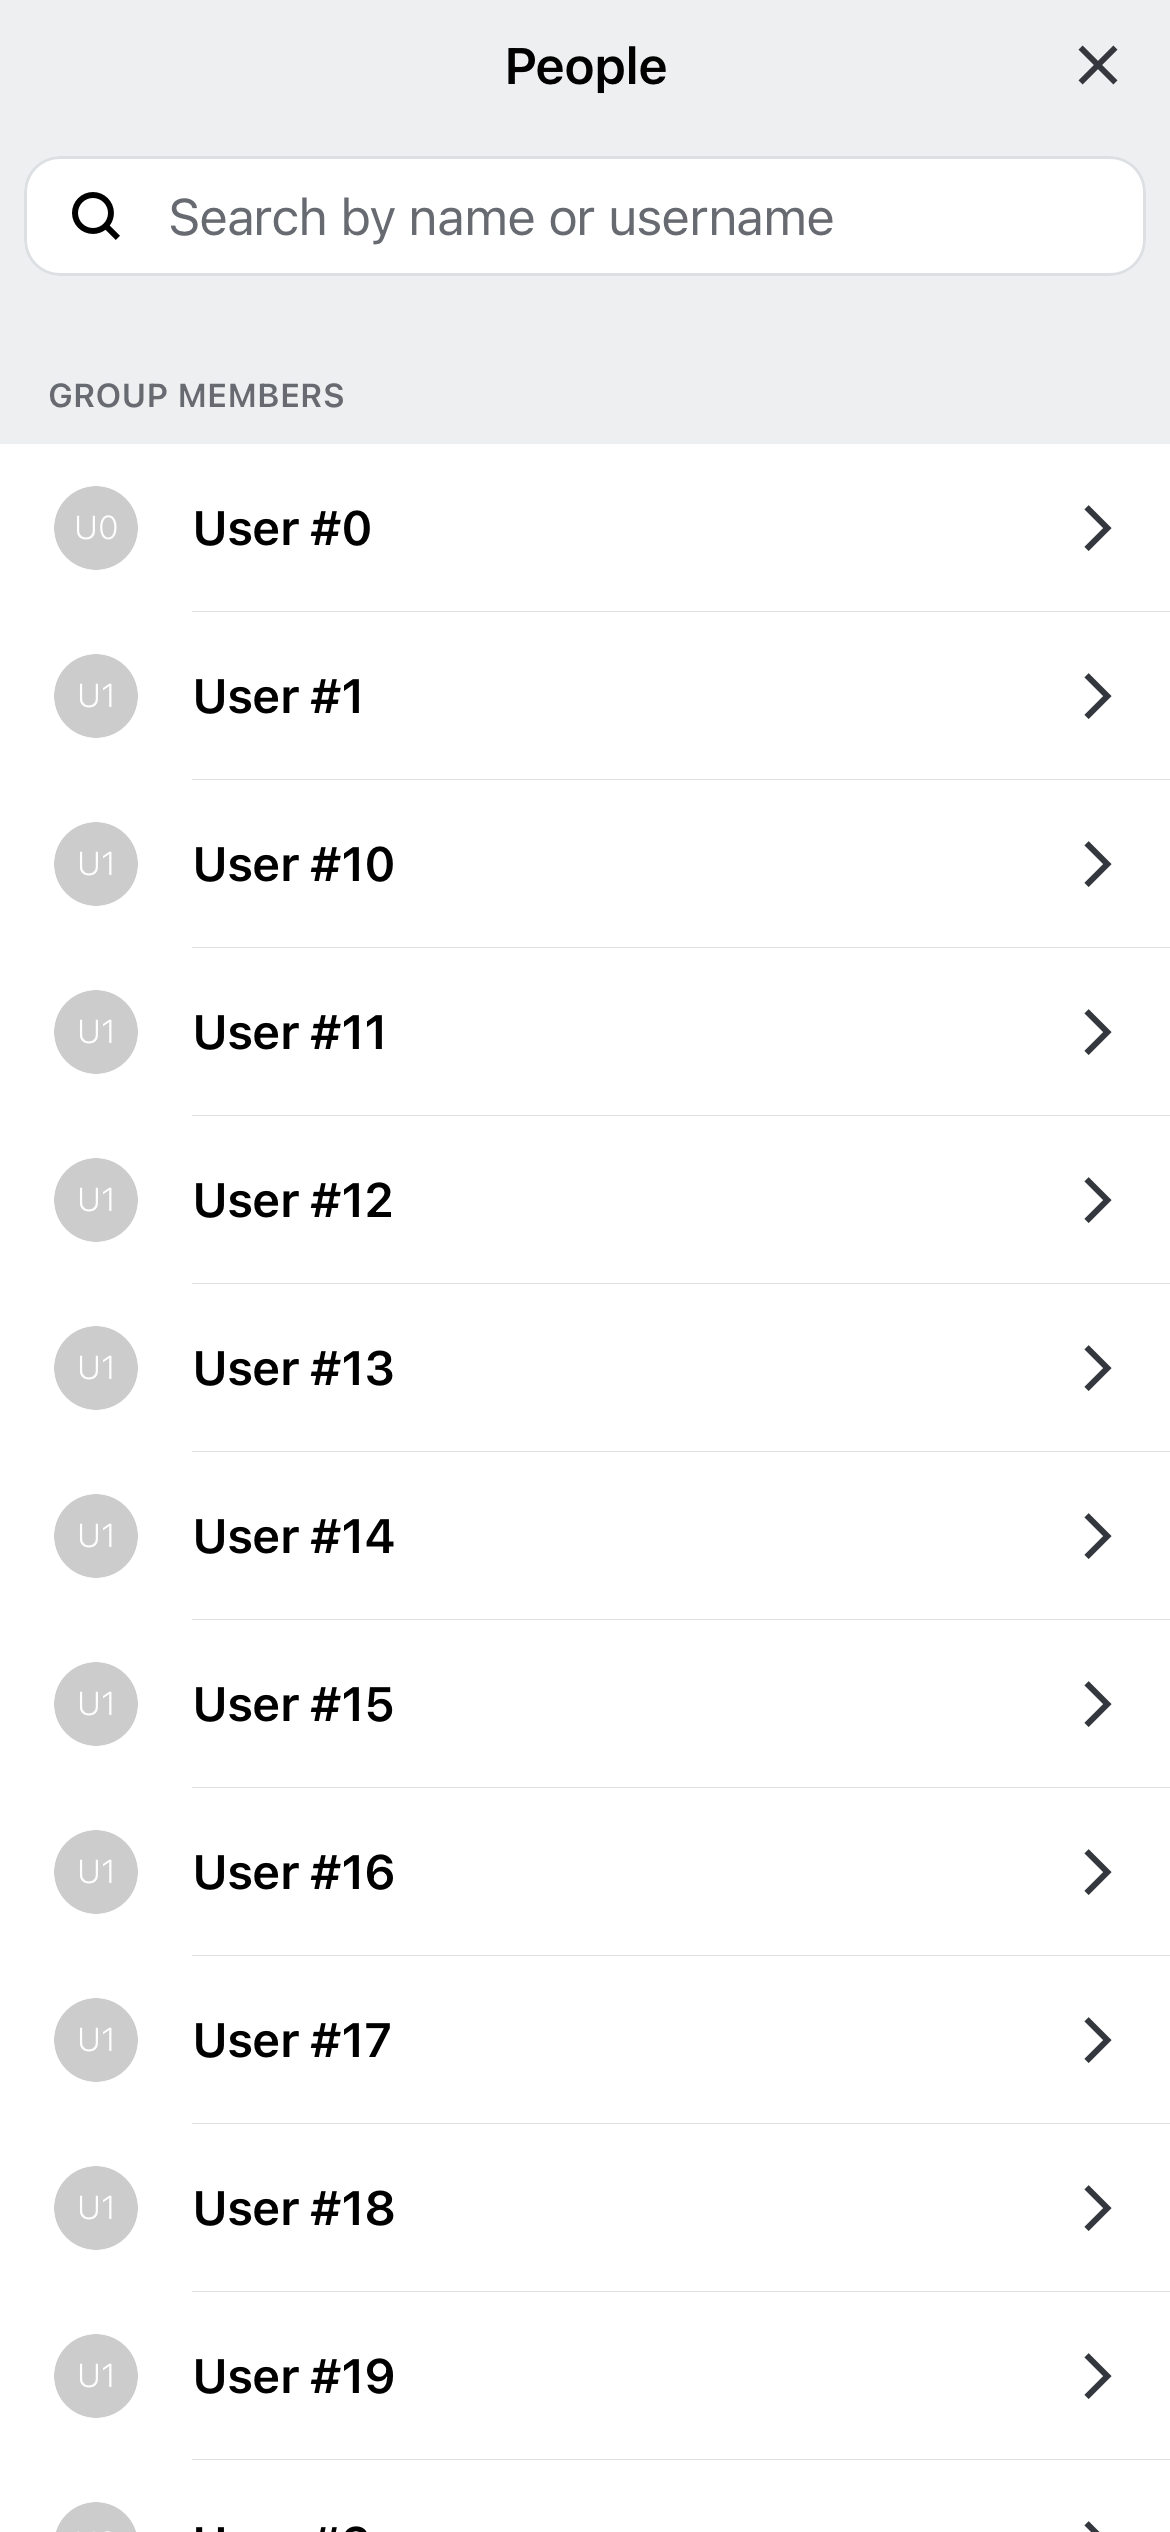 People
Search by name or username
GROUP MEMBERS
U0 User #0
U1 User #1
U1 User #10
U1 User #11
U1 User #12
U1 User #13
U1 User #14
U1 User #15
U1 User #16
U1 User #17
U1 User #18
U1 User #19